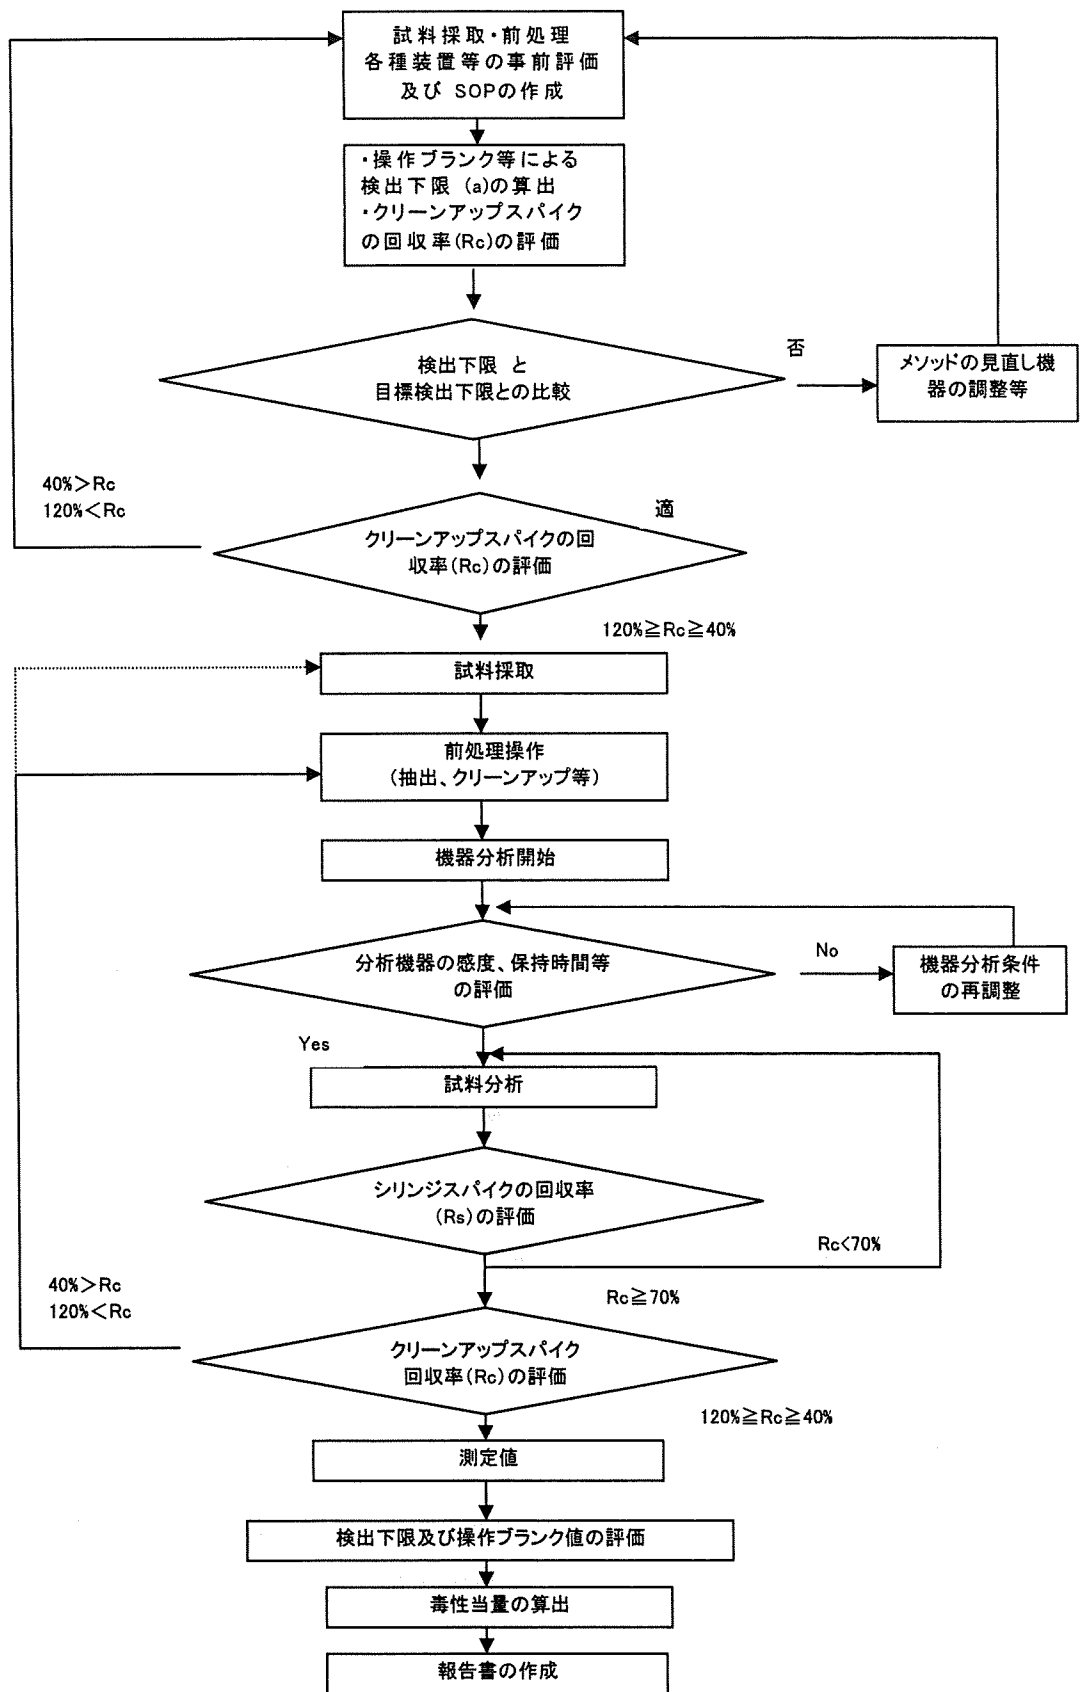 試料採取・前処理
各種装置等の事前評価
及び SOPの作成
・操作ブランク等による
検出下限 (a)の算出
・クリーンアップスパイク
の回収率(Rc)の評価
検出下限 と
目標検出下限との比較
否
メソッドの見直し機
器の調整等
40%＞Rc
120%＜Rc
適
クリーンアップスパイクの回
収率(Rc)の評価
120%≧Rc≧40%
試料採取
前処理操作
(抽出、クリーンアップ等)
機器分析開始
分析機器の感度、保持時間等
の評価
No
機器分析条件
の再調整
Yes
試料分析
シリンジスパイクの回収率
(Rs)の評価
Rc<70%
40%＞Rc
120%＜Rc
Rc≧70%
クリーンアップスパイク
回収率(Rc)の評価
120%≧Rc≧40%
測定値
検出下限及び操作ブランク値の評価
毒性当量の算出
報告書の作成